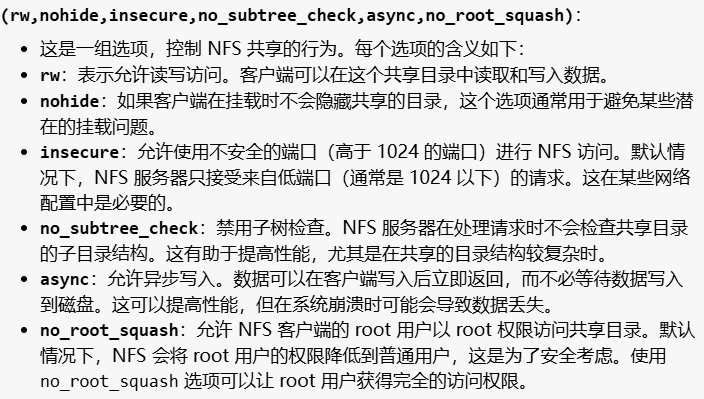 (rw,nohide,insecure,no_subtree_check,async,no_root_squash)：
• 这是一组选项，控制 NFS 共享的行为。每个选项的含义如下：
• rw：表示允许读写访问。客户端可以在这个共享目录中读取和写入数据。
• nohide：如果客户端在挂载时不会隐藏共享的目录，这个选项通常用于避免某些潜
在的挂载问题。
• insecure：允许使用不安全的端口（高于 1024 的端口）进行 NFS 访问。默认情
况下，NFS 服务器只接受来自低端口（通常是 1024 以下）的请求。这在某些网络
配置中是必要的。
• no_subtree_check：禁用子树检查。NFS 服务器在处理请求时不会检查共享目录
的子目录结构。这有助于提高性能，尤其是在共享的目录结构较复杂时。
• async：允许异步写入。数据可以在客户端写入后立即返回，而不必等待数据写入
到磁盘。这可以提高性能，但在系统崩溃时可能会导致数据丢失。
• no_root_squash：允许 NFS 客户端的 root 用户以 root 权限访问共享目录。默认
情况下，NFS 会将 root 用户的权限降低到普通用户，这是为了安全考虑。使用
no_root_squash 选项可以让 root 用户获得完全的访问权限。